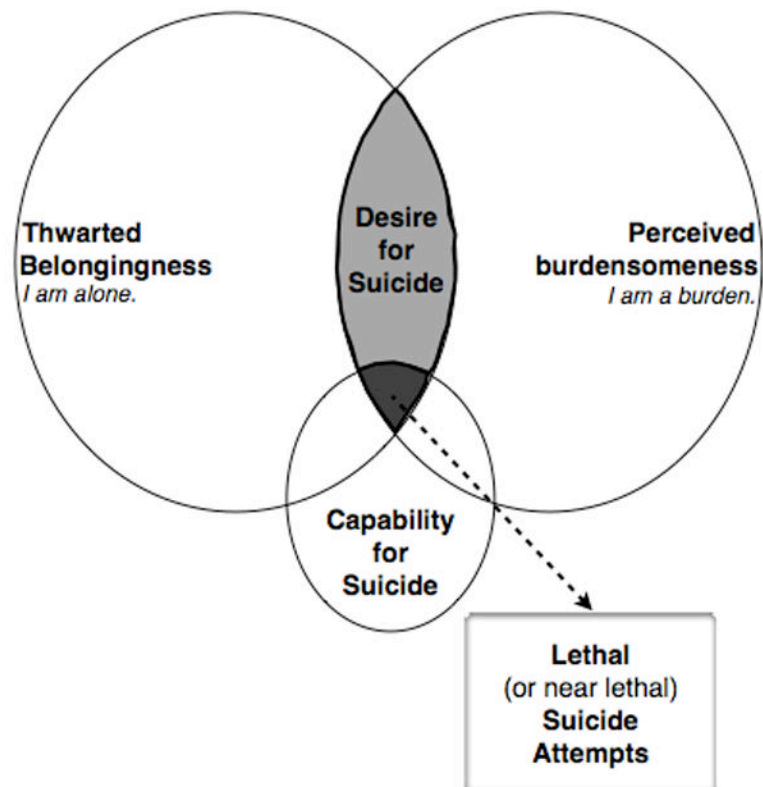 Thwarted
Belongingness
I am alone.
Desire
for
Suicide
Perceived
burdensomeness
I am a burden.
Capability
for
Suicide
Lethal
(or near lethal)
Suicide
Attempts